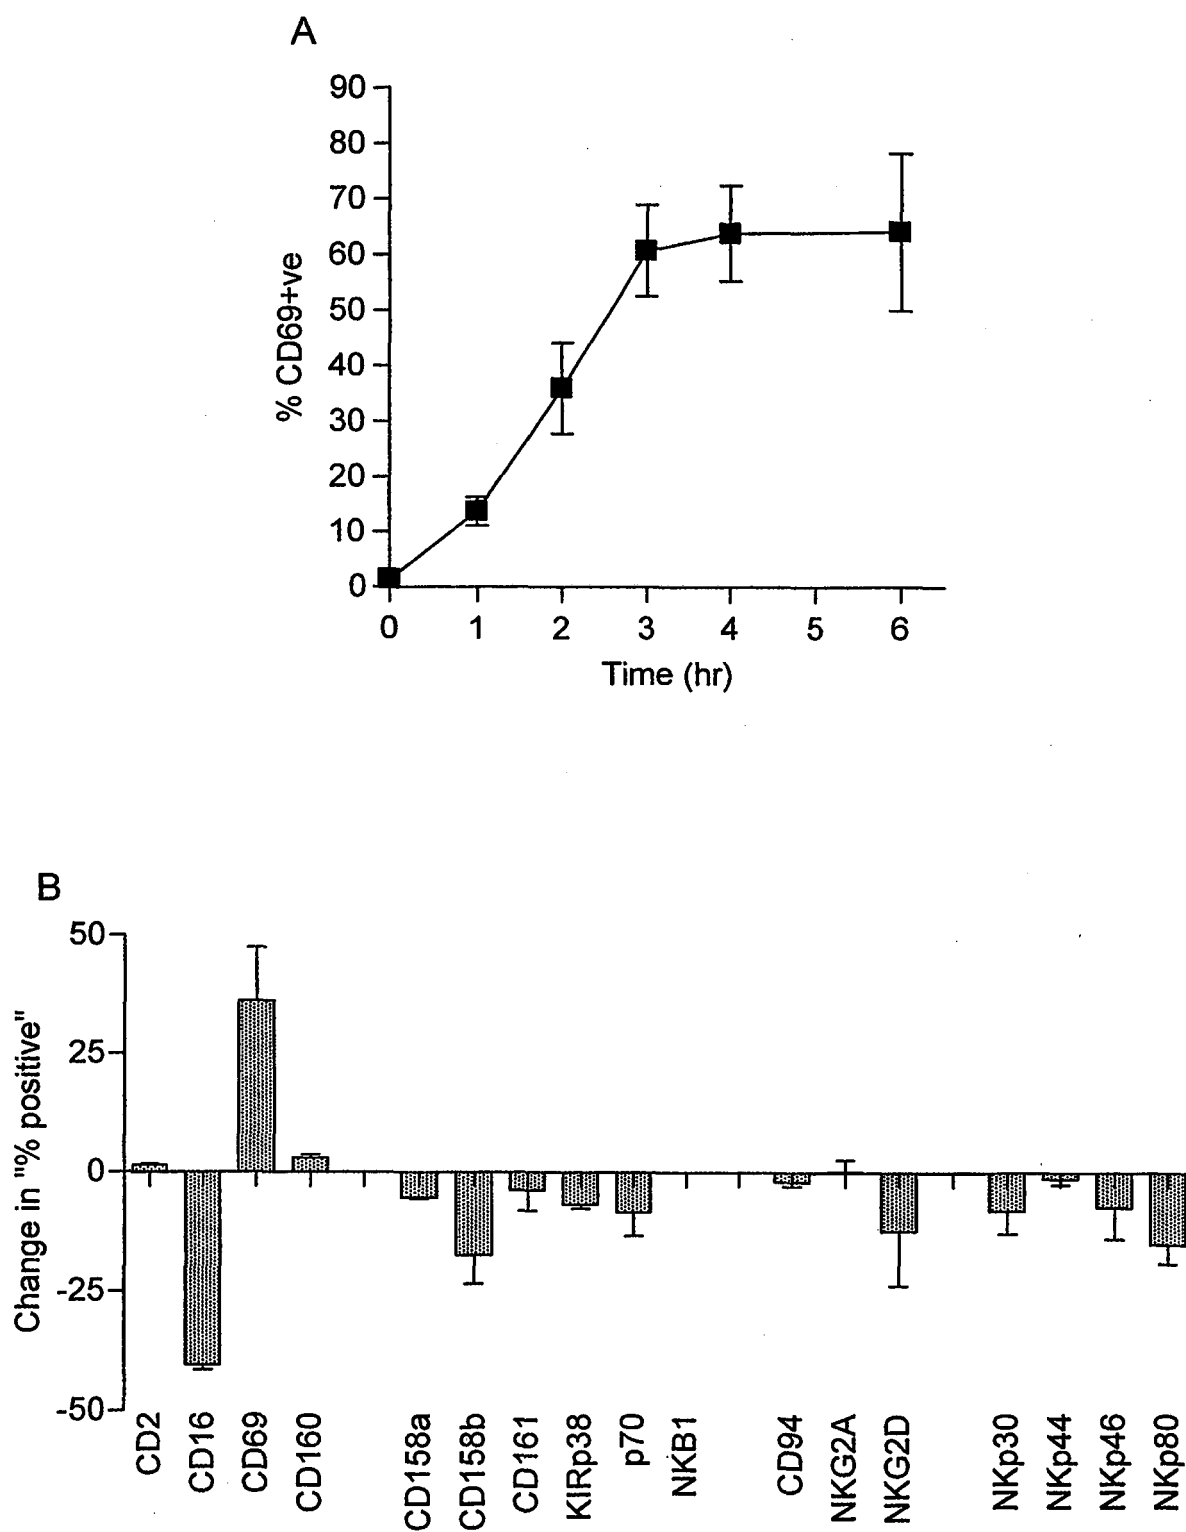 A
90
80
70
60
50
40
30
20
10
0
% CD69+ve
0 1 2 3 4 5 6
Time (hr)
B
50
25
0
-25
-50
Change in "% positive"
CD2 CD16 CD69 CD160 CD158a CD158b CD161 KIRp38 p70 NKB1 CD94 NKG2A NKG2D NKp30 NKp44 NKp46 NKp80